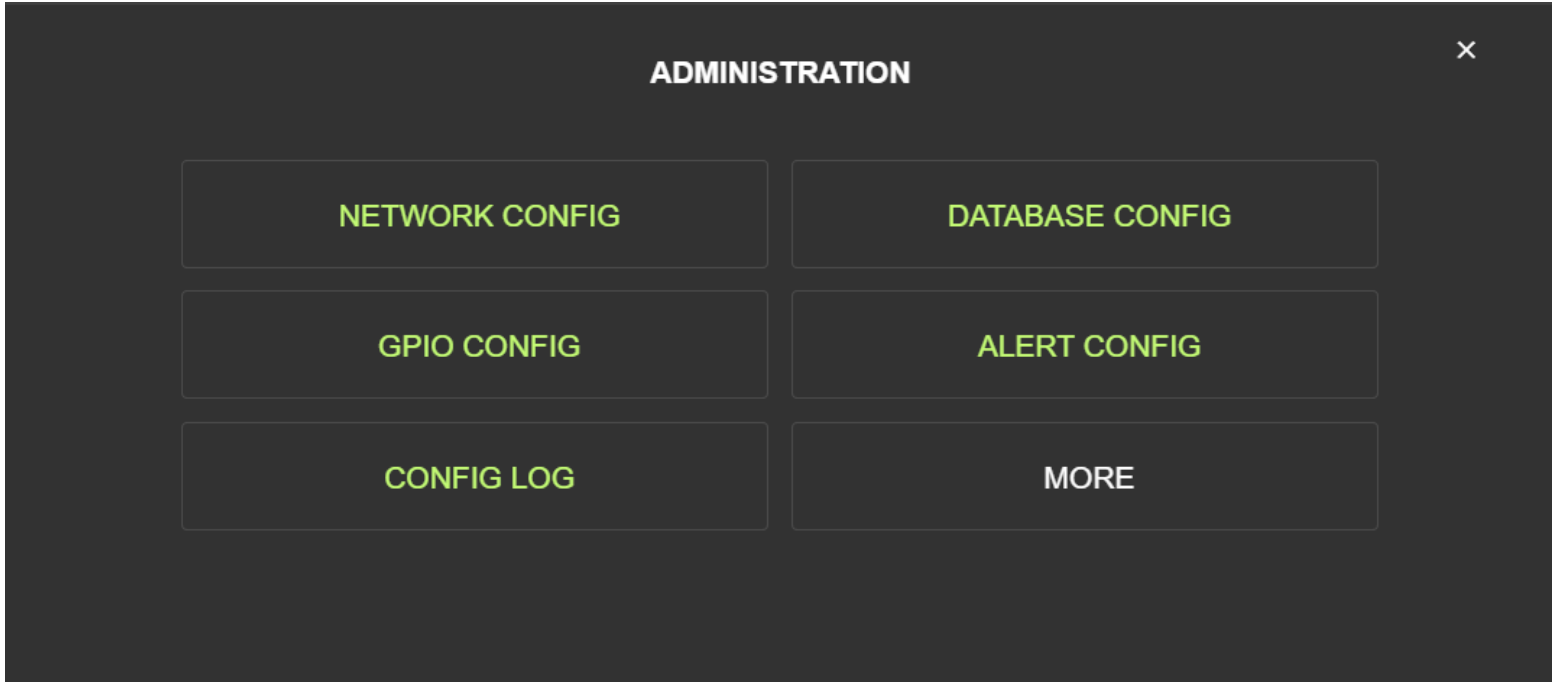 ADMINISTRATION
×
NETWORK CONFIG
DATABASE CONFIG
GPIO CONFIG
ALERT CONFIG
CONFIG LOG
MORE